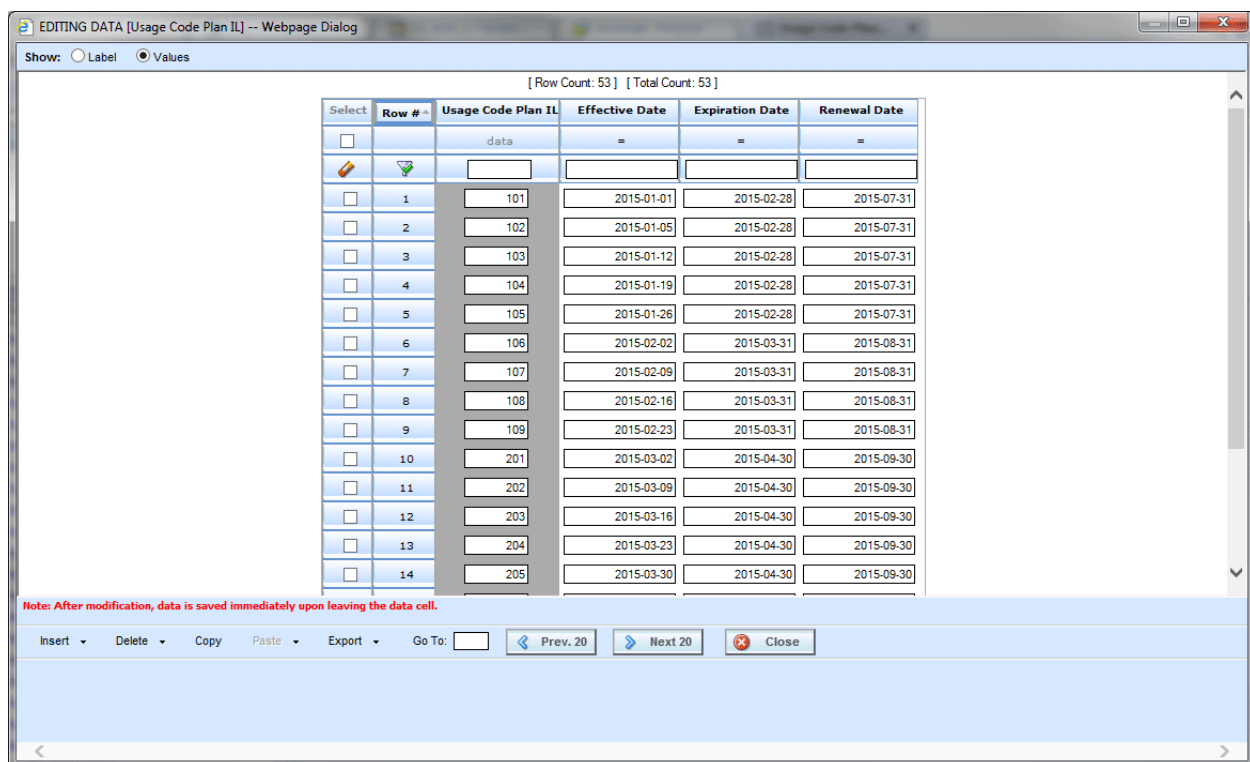 EDITING DATA [Usage Code Plan IL] -- Webpage Dialog
Show: Label Values
[ Row Count: 53 ] [ Total Count: 53 ]
Select Row # Usage Code Plan IL Effective Date Expiration Date Renewal Date
data = = =
1 101 2015-01-01 2015-02-28 2015-07-31
2 102 2015-01-05 2015-02-28 2015-07-31
3 103 2015-01-12 2015-02-28 2015-07-31
4 104 2015-01-19 2015-02-28 2015-07-31
5 105 2015-01-26 2015-02-28 2015-07-31
6 106 2015-02-02 2015-03-31 2015-08-31
7 107 2015-02-09 2015-03-31 2015-08-31
8 108 2015-02-16 2015-03-31 2015-08-31
9 109 2015-02-23 2015-03-31 2015-08-31
10 201 2015-03-02 2015-04-30 2015-09-30
11 202 2015-03-09 2015-04-30 2015-09-30
12 203 2015-03-16 2015-04-30 2015-09-30
13 204 2015-03-23 2015-04-30 2015-09-30
14 205 2015-03-30 2015-04-30 2015-09-30
Note: After modification, data is saved immediately upon leaving the data cell.
Insert Delete Copy Paste Export Go To: Prev. 20 Next 20 Close